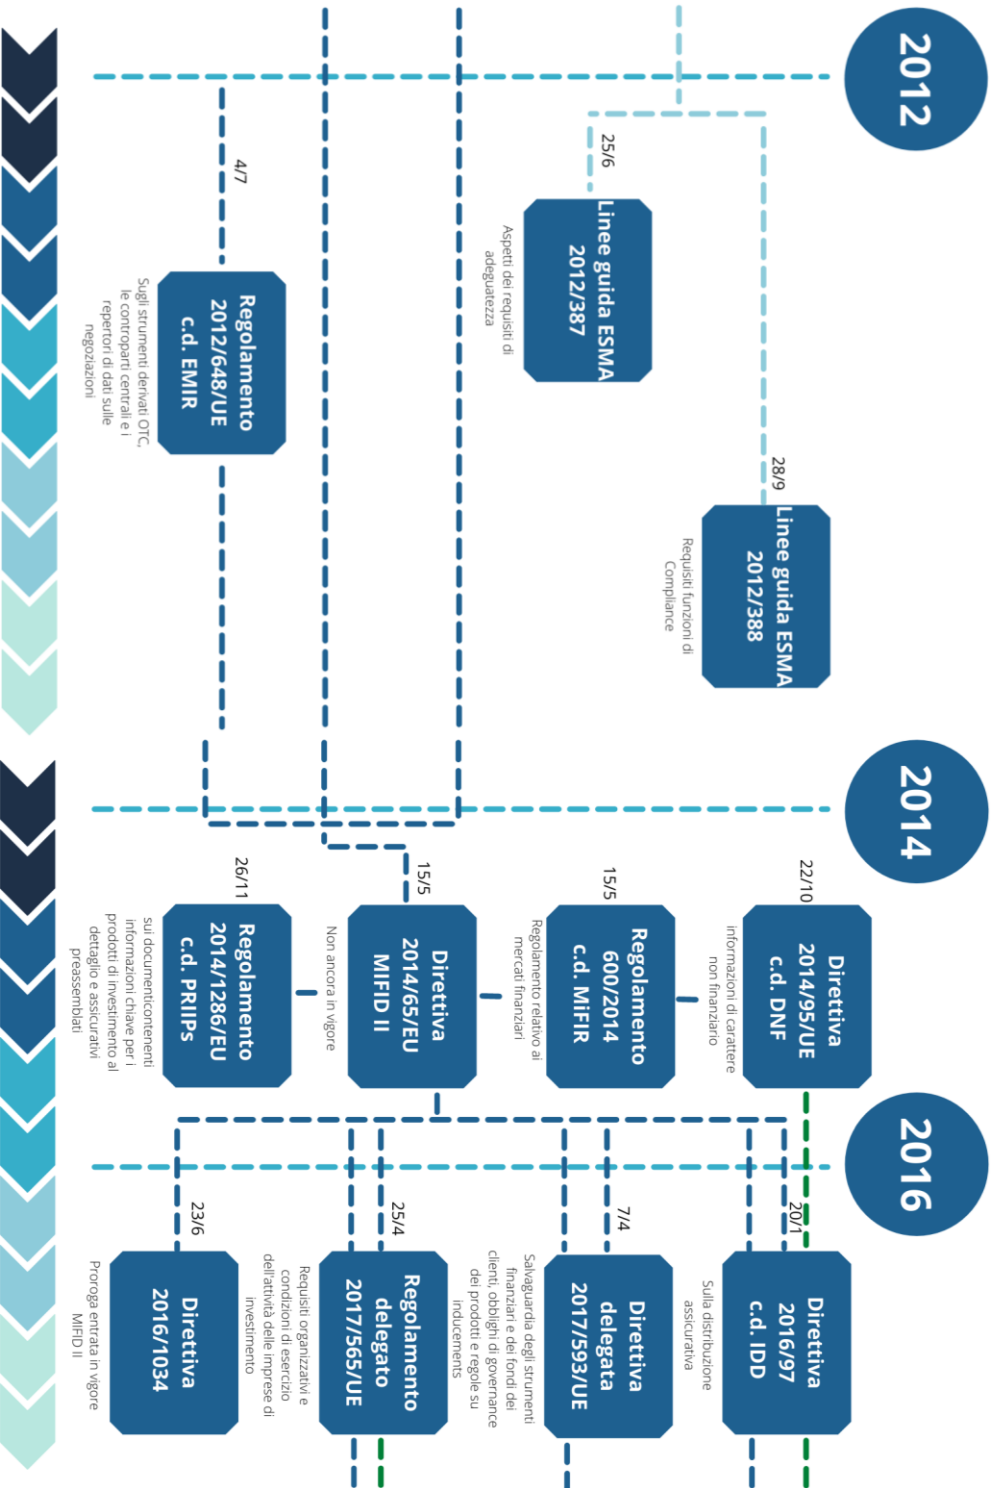 2012
25/6
Linee guida ESMA
2012/387
Aspetti dei requisiti di
adeguatezza
28/9
Linee guida ESMA
2012/388
Requisiti funzioni di
Compliance
4/7
Regolamento
2012/648/UE
c.d. EMIR
Sugli strumenti derivati OTC,
le controparti centrali e i
repertori di dati sulle
negoziazioni
2014
22/10
Direttiva
2014/95/UE
c.d. DNF
informazioni di carattere
non finanziario
15/5
Regolamento
600/2014
c.d. MiFIR
Regolamento relativo ai
mercati finanziari
15/5
Direttiva
2014/65/EU
MIFID II
Non ancora in vigore
26/11
Regolamento
2014/1286/EU
c.d. PRIIPs
sui documenticontenenti
informazioni chiave per i
prodotti di investimento al
dettaglio e assicurativi
preassemblati
2016
20/1
Direttiva
2016/97
c.d. IDD
Sulla distribuzione
assicurativa
7/4
Direttiva
delegata
2017/593/UE
Salvaguardia degli strumenti
finanziari e dei fondi dei
clienti, obblighi di governance
dei prodotti e regole su
inducements
25/4
Regolamento
delegato
2017/565/UE
Requisiti organizzativi e
condizioni di esercizio
dell'attività delle imprese di
investimento
23/6
Direttiva
2016/1034
Proroga entrata in vigore
MIFID II